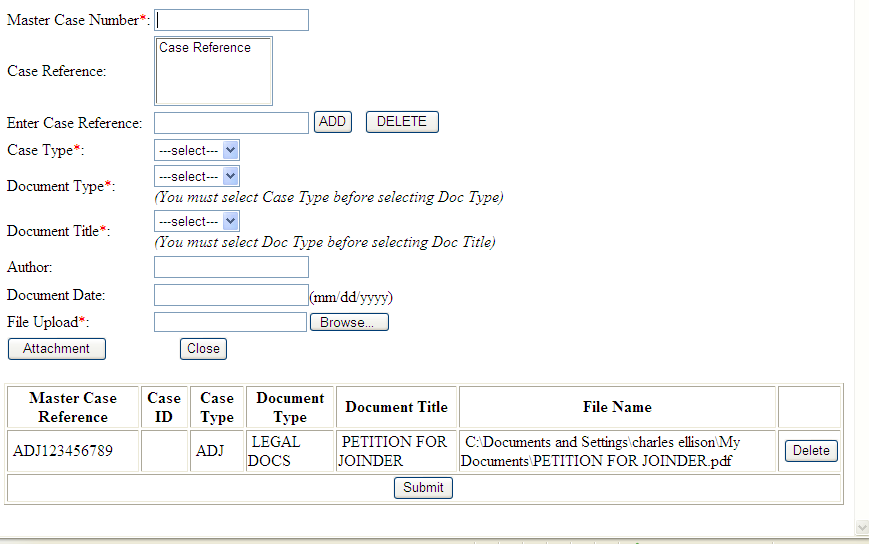 Master Case Number*:
Case Reference
Case Reference:
Enter Case Reference: ADD DELETE
Case Type*: ---select---
---select---
Document Type*:
(You must select Case Type before selecting Doc Type)
---select---
Document Title*:
(You must select Doc Type before selecting Doc Title)
Author:
Document Date: (mm/dd/yyyy)
File Upload*: Browse...
Attachment Close
Master Case Reference Case ID Case Type Document Type Document Title File Name
ADJ123456789 ADJ LEGAL DOCS PETITION FOR JOINDER C:\Documents and Settings\charles ellison\My Documents\PETITION FOR JOINDER.pdf Delete
Submit